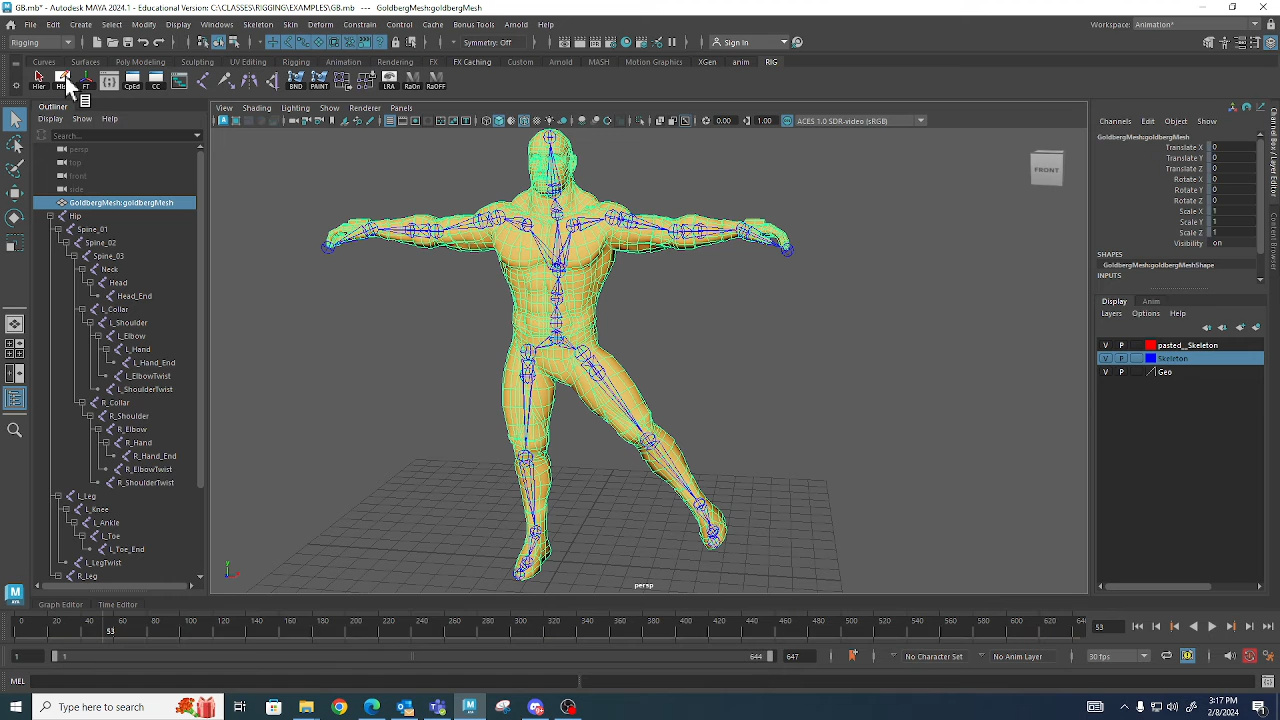 GB.mb* - Autodesk MAYA 2024.1 - Educational Version: C:\CLASSES\RIGGING\EXAMPLES\GB.mb --- GoldbergMesh:goldbergMesh
File Edit Create Select Modify Display Windows Skeleton Skin Deform Constrain Control Cache Bonus Tools Arnold Help
Workspace: Animation*
Rigging
Symmetry: Off
Sign In
Curves Surfaces Poly Modeling Sculpting UV Editing Rigging Animation Rendering FX FX Caching Custom Arnold MASH Motion Graphics XGen anim RIG
Hier FT CpEd CC BND PAINT LRA RaOn RaOFF
Outliner
Display Show Help
Search...
persp
top
front
side
GoldbergMesh:goldbergMesh
Hip
Spine_01
Spine_02
Spine_03
Neck
Head
Head_End
L_Collar
L_Shoulder
L_Elbow
L_Hand
L_Hand_End
L_ElbowTwist
L_ShoulderTwist
R_Collar
R_Shoulder
R_Elbow
R_Hand
R_Hand_End
R_ElbowTwist
R_ShoulderTwist
L_Leg
L_Knee
L_Ankle
L_Toe
L_Toe_End
L_LegTwist
R_Leg
View Shading Lighting Show Renderer Panels
0.00 1.00 ACES 1.0 SDR-video (sRGB)
FRONT
persp
Channels Edit Object Show
GoldbergMesh:goldbergMesh
Translate X 0
Translate Y 0
Translate Z 0
Rotate X 0
Rotate Y 0
Rotate Z 0
Scale X 1
Scale Y 1
Scale Z 1
Visibility on
SHAPES
GoldbergMesh:goldbergMeshShape
INPUTS
Display Anim
Layers Options Help
V P pasted__Skeleton
V P Skeleton
V P Geo
Channel Box / Layer Editor
Content Browser
Graph Editor Time Editor
0 20 40 53 60 80 100 120 140 160 180 200 220 240 260 280 300 320 340 360 380 400 420 440 460 480 500 520 540 560 580 600 620 64
53
1 1 644 647
No Character Set No Anim Layer 30 fps
MEL
Type here to search
3:17 PM
2/8/2024